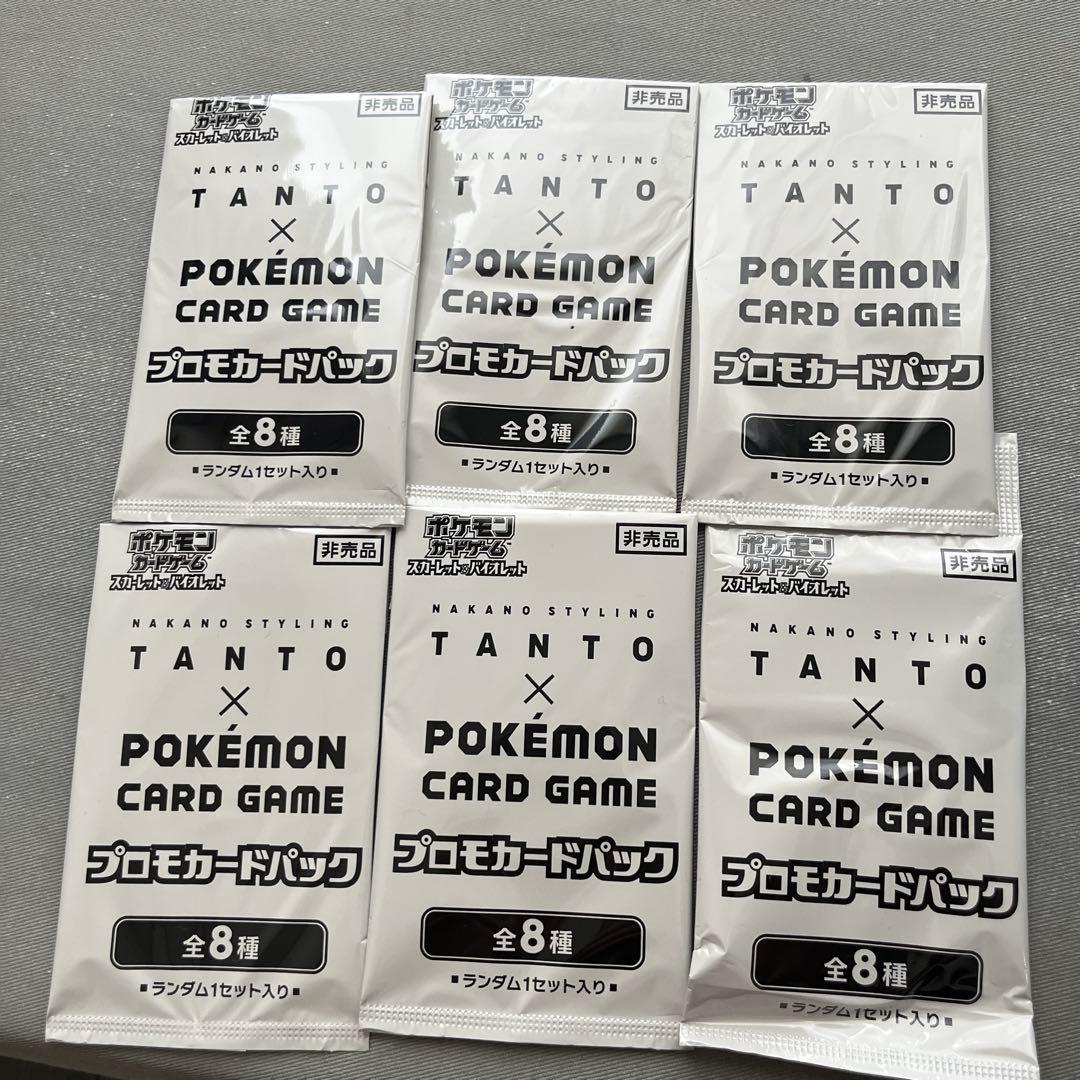 ポケモン
カードゲーム
スカーレット&バイオレット
非売品
NAKANO STYLING
TANTO
×
POKÉMON
CARD GAME
プロモカードパック
全8種
▪ランダム1セット入り▪
ポケモン
カードゲーム
スカーレット&バイオレット
非売品
NAKANO STYLING
TANTO
×
POKÉMON
CARD GAME
プロモカードパック
全8種
▪ランダム1セット入り▪
ポケモン
カードゲーム
スカーレット&バイオレット
非売品
NAKANO STYLING
TANTO
×
POKÉMON
CARD GAME
プロモカードパック
全8種
▪ランダム1セット入り▪
ポケモン
カードゲーム
スカーレット&バイオレット
非売品
NAKANO STYLING
TANTO
×
POKÉMON
CARD GAME
プロモカードパック
全8種
▪ランダム1セット入り▪
ポケモン
カードゲーム
スカーレット&バイオレット
非売品
NAKANO STYLING
TANTO
×
POKÉMON
CARD GAME
プロモカードパック
全8種
▪ランダム1セット入り▪
ポケモン
カードゲーム
スカーレット&バイオレット
非売品
NAKANO STYLING
TANTO
×
POKÉMON
CARD GAME
プロモカードパック
全8種
▪ランダム1セット入り▪